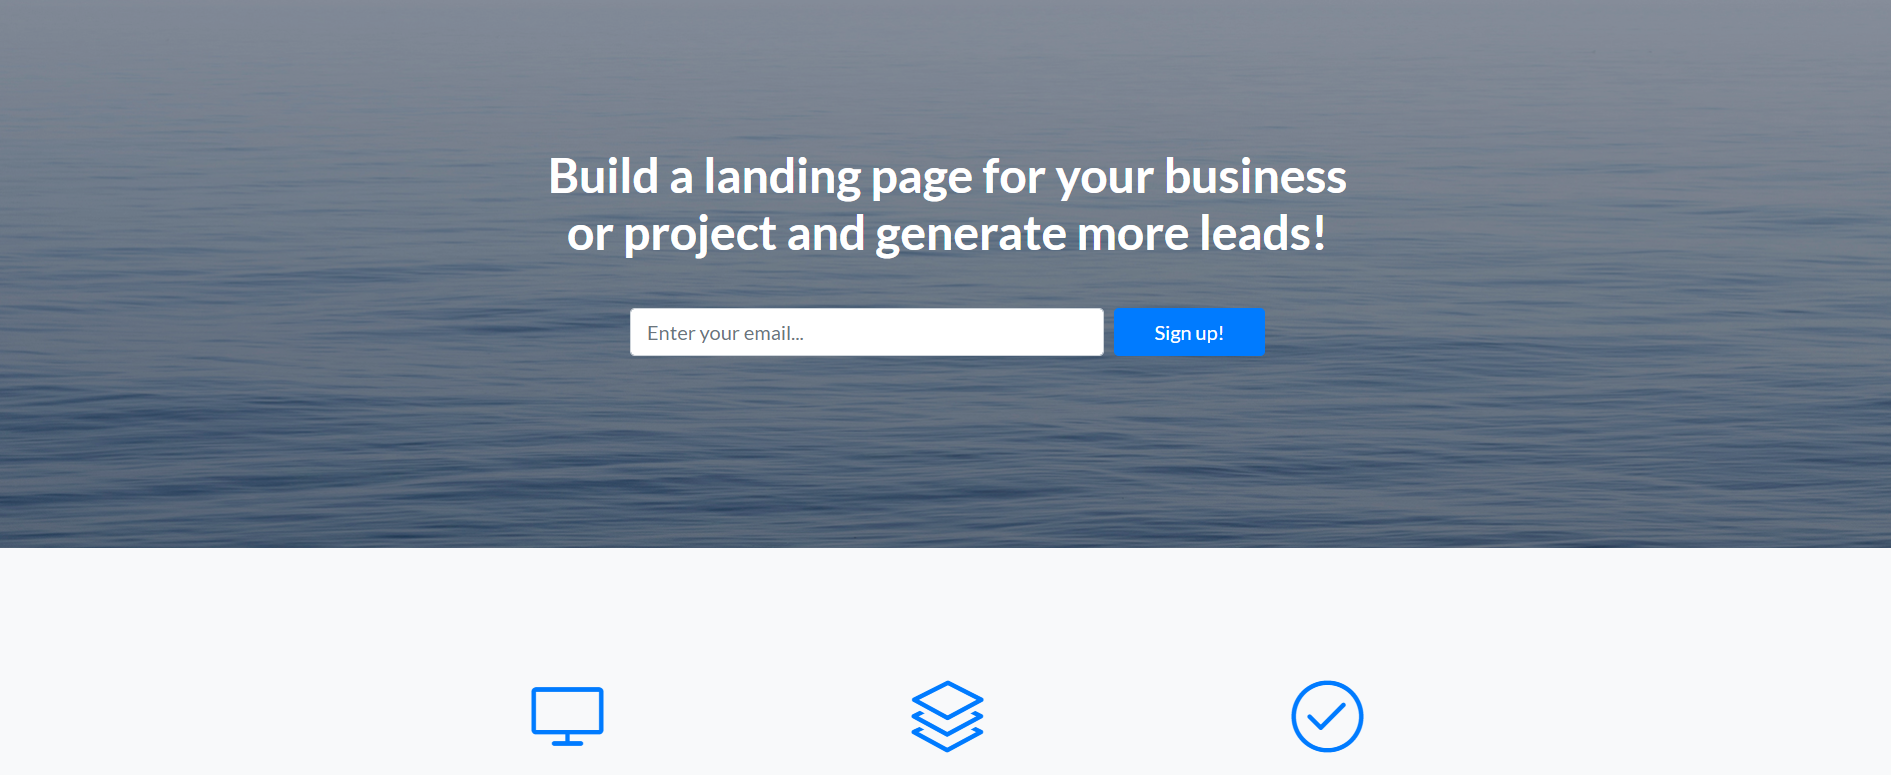 Build a landing page for your business
or project and generate more leads!
Enter your email...
Sign up!